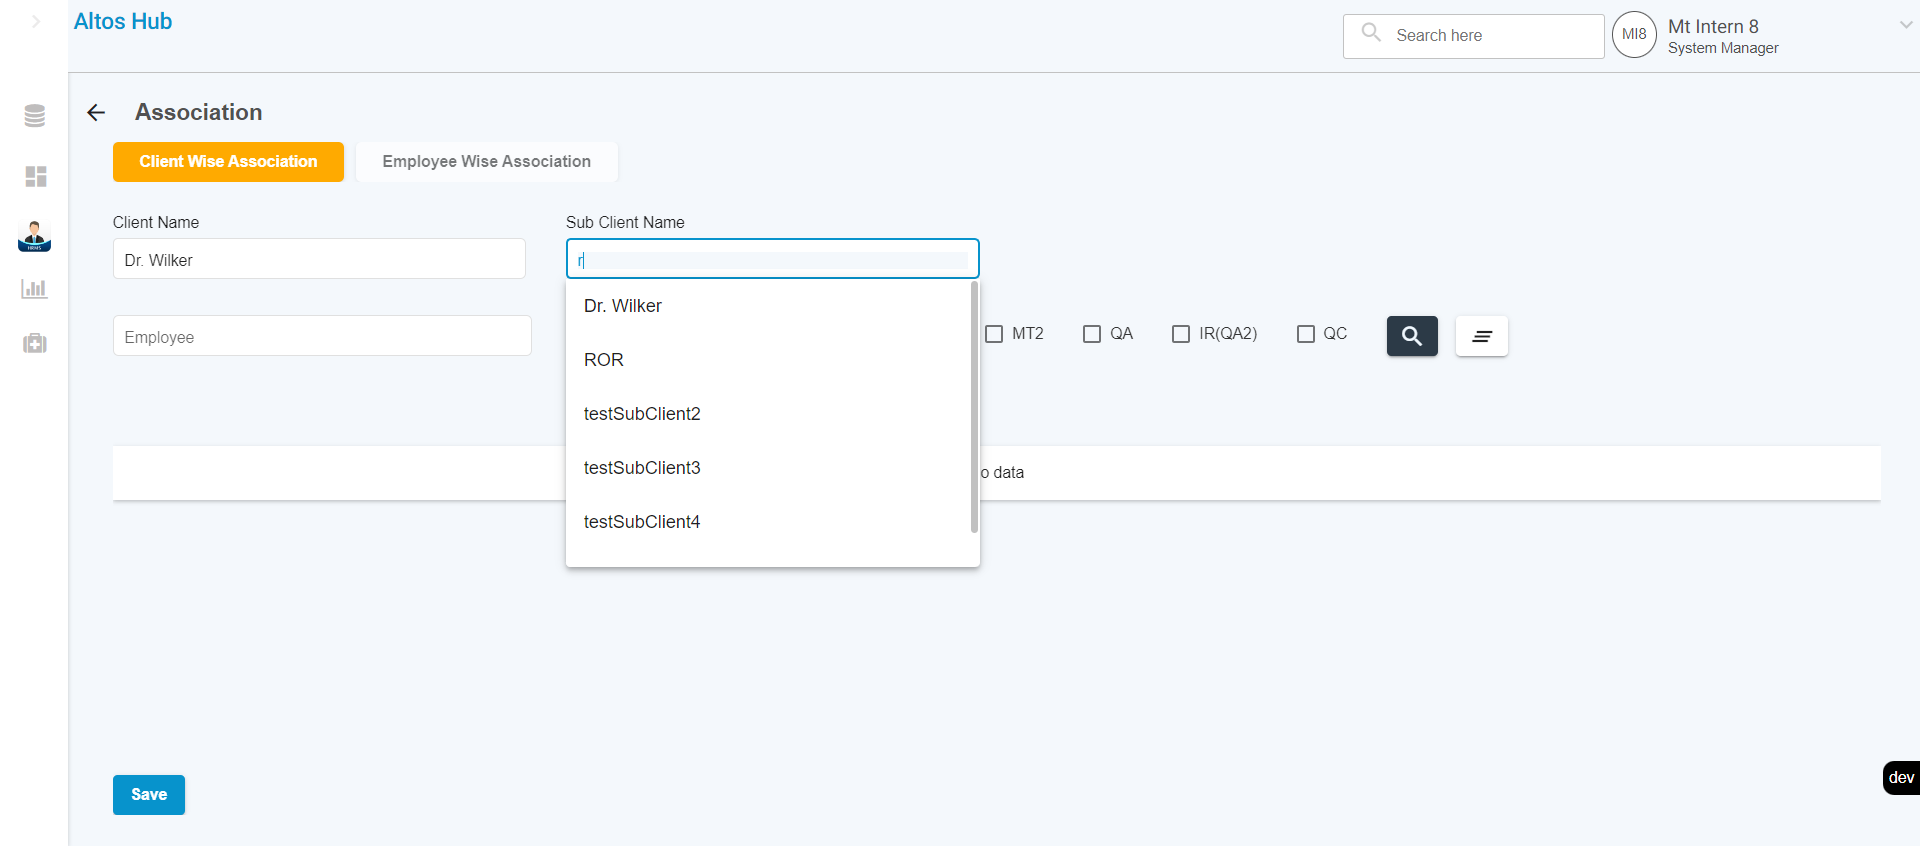 Altos Hub
Search here
MI8
Mt Intern 8
System Manager
Association
Client Wise Association
Employee Wise Association
Client Name
Sub Client Name
Dr. Wilker
r
Dr. Wilker
Employee
MT2
QA
IR(QA2)
QC
ROR
testSubClient2
testSubClient3
o data
testSubClient4
Save
dev
HRMS